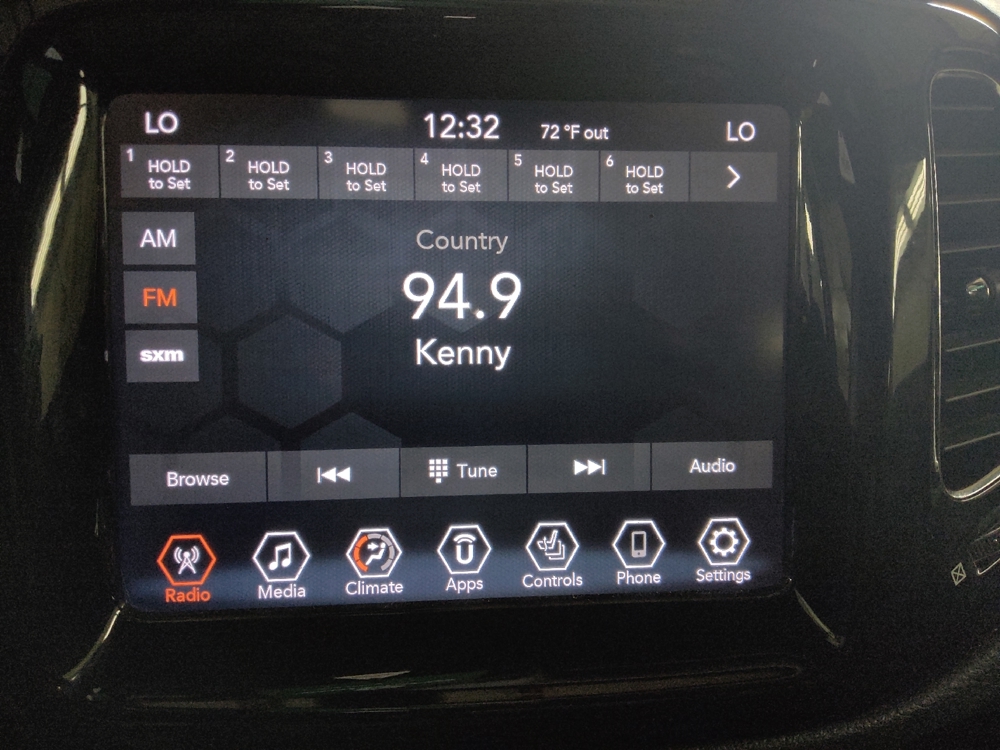 LO 12:32 72 °F out LO
1 HOLD to Set
2 HOLD to Set
3 HOLD to Set
4 HOLD to Set
5 HOLD to Set
6 HOLD to Set
AM
FM
sxm
Country
94.9
Kenny
Browse Tune Audio
Radio Media Climate Apps Controls Phone Settings